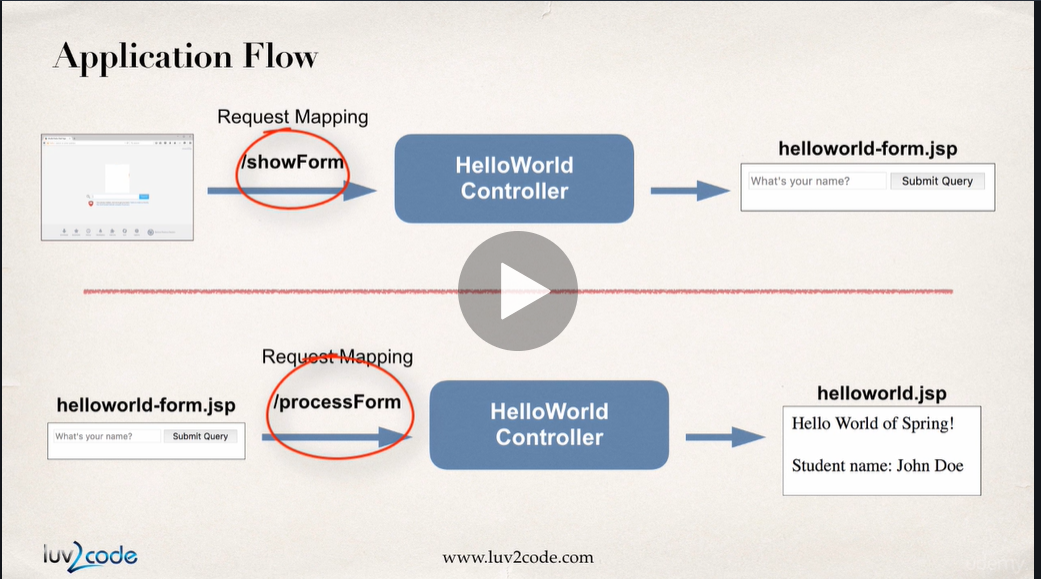 Application Flow
Request Mapping
/showForm
HelloWorld
Controller
helloworld-form.jsp
What's your name?
Submit Query
Request Mapping
/processForm
helloworld-form.jsp
What's your name?
Submit Query
HelloWorld
Controller
helloworld.jsp
Hello World of Spring!
Student name: John Doe
luv2code
www.luv2code.com